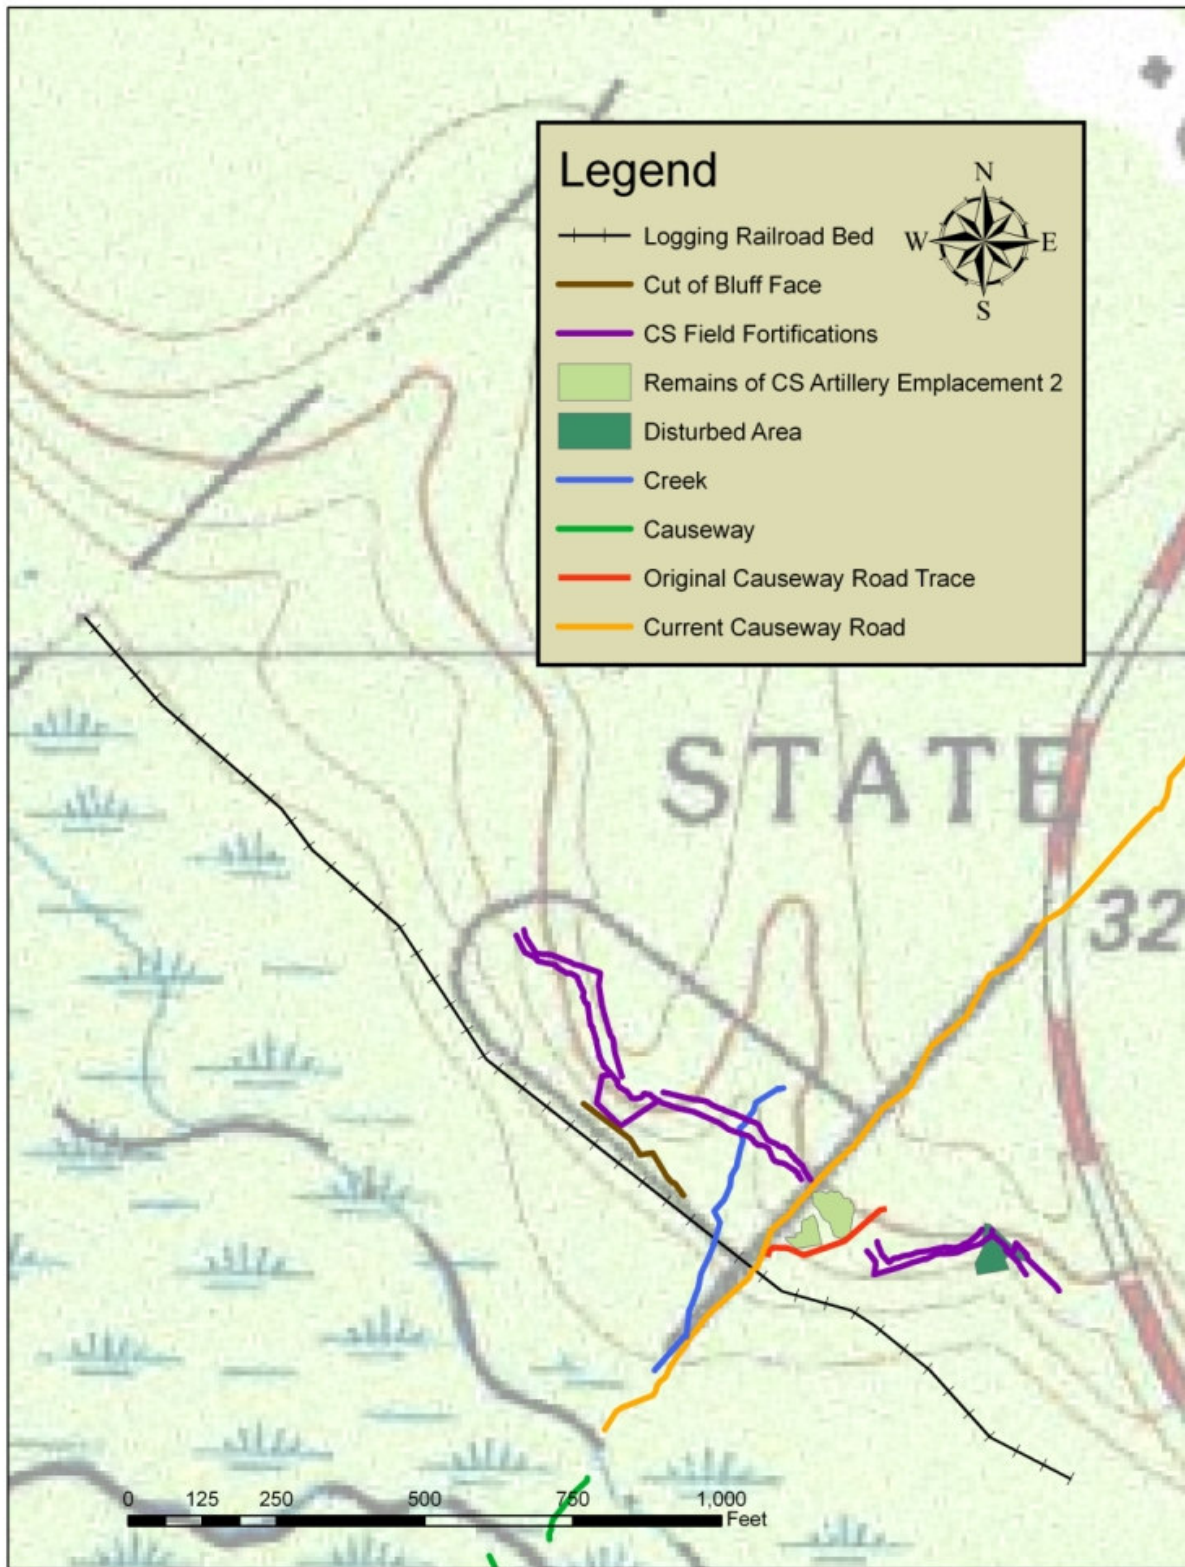 Legend
N
W E
S
Logging Railroad Bed
Cut of Bluff Face
CS Field Fortifications
Remains of CS Artillery Emplacement 2
Disturbed Area
Creek
Causeway
Original Causeway Road Trace
Current Causeway Road
STATE
32
0 125 250 500 750 1,000
Feet